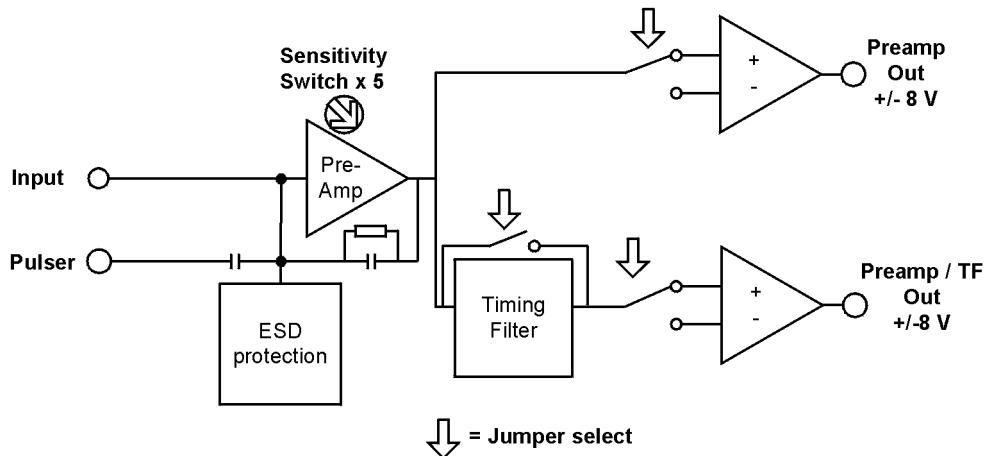 Sensitivity
Switch x 5
Preamp
Out
+/- 8 V
+
-
Input
Pre-
Amp
Pulser
ESD
protection
Timing
Filter
+
-
Preamp / TF
Out
+/-8 V
= Jumper select